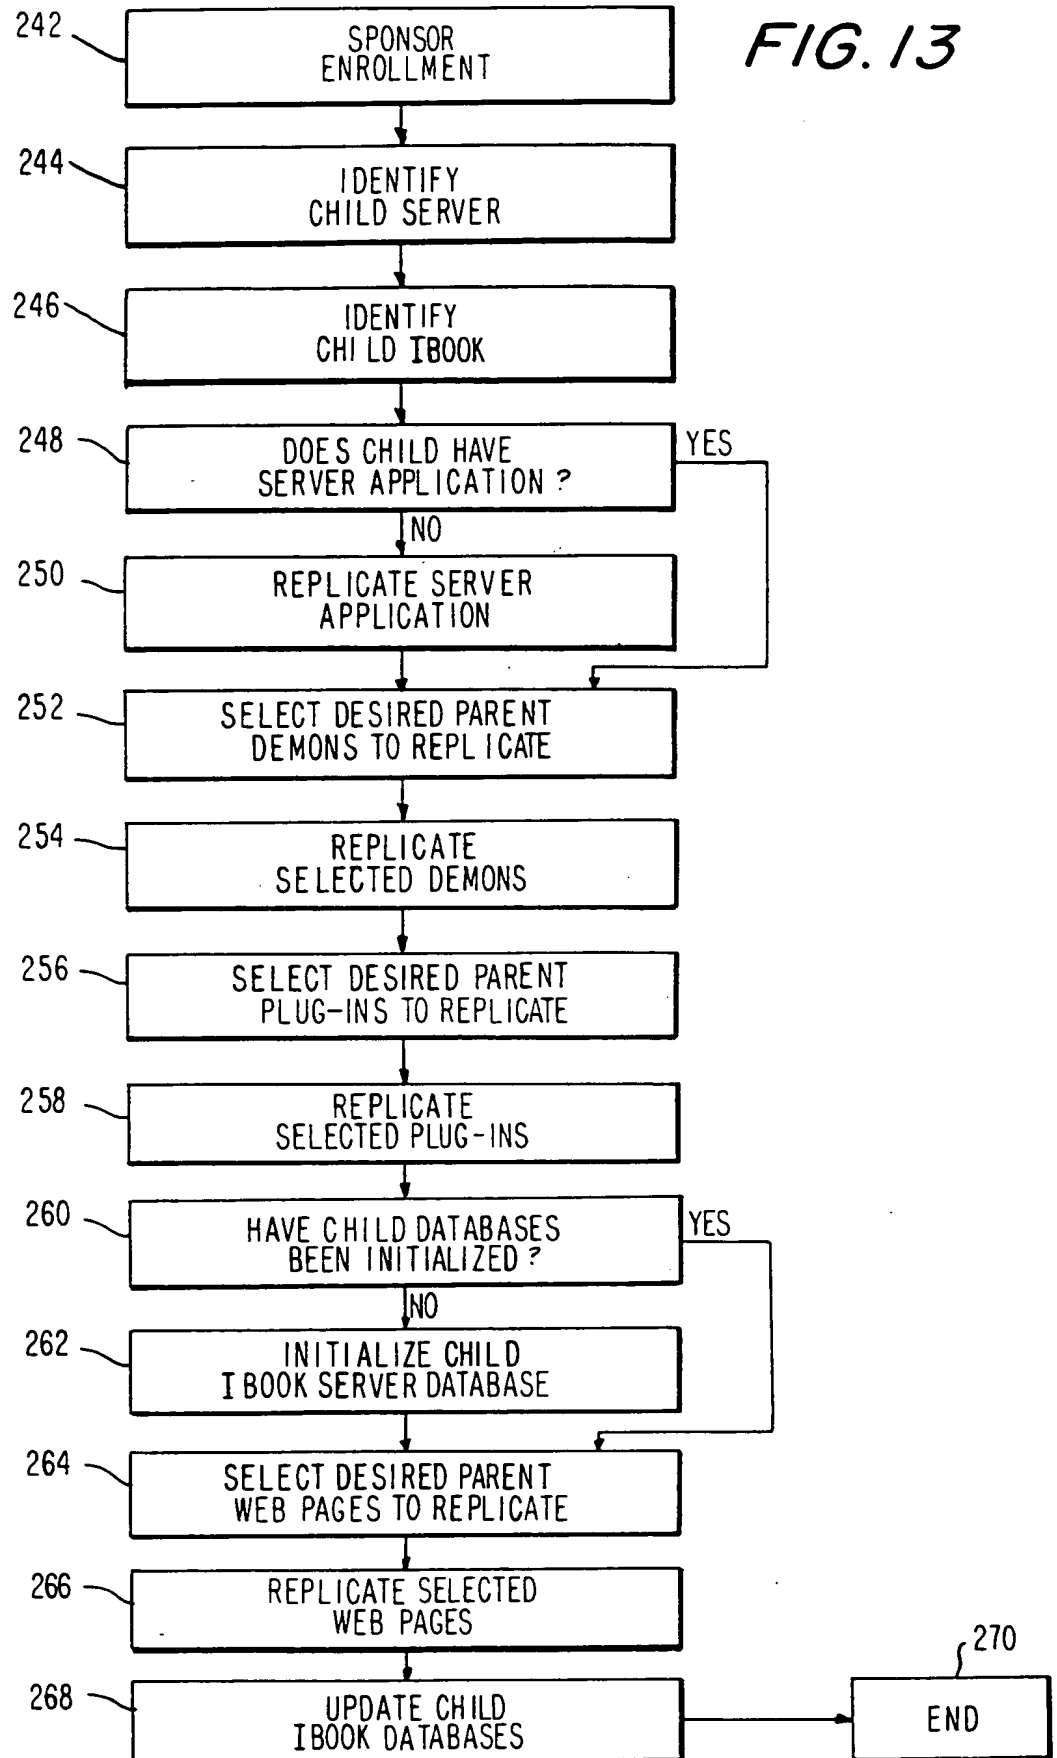 FIG. 13
242
SPONSOR
ENROLLMENT
244
IDENTIFY
CHILD SERVER
246
IDENTIFY
CHILD IBOOK
248
DOES CHILD HAVE
SERVER APPLICATION ?
YES
NO
250
REPLICATE SERVER
APPLICATION
252
SELECT DESIRED PARENT
DEMONS TO REPLICATE
254
REPLICATE
SELECTED DEMONS
256
SELECT DESIRED PARENT
PLUG-INS TO REPLICATE
258
REPLICATE
SELECTED PLUG-INS
260
HAVE CHILD DATABASES
BEEN INITIALIZED ?
YES
NO
262
INITIALIZE CHILD
IBOOK SERVER DATABASE
264
SELECT DESIRED PARENT
WEB PAGES TO REPLICATE
266
REPLICATE SELECTED
WEB PAGES
268
UPDATE CHILD
IBOOK DATABASES
270
END